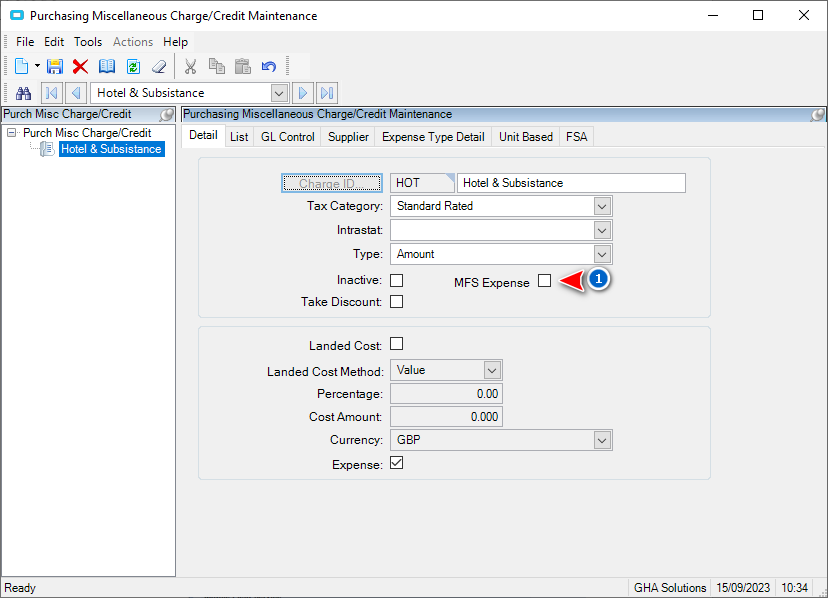 Purchasing Miscellaneous Charge/Credit Maintenance
File Edit Tools Actions Help
Hotel & Subsistance
Purch Misc Charge/Credit
Purchasing Miscellaneous Charge/Credit Maintenance
Purch Misc Charge/Credit
Hotel & Subsistance
Detail List GL Control Supplier Expense Type Detail Unit Based FSA
Charge ID... HOT Hotel & Subsistance
Tax Category: Standard Rated
Intrastat:
Type: Amount
Inactive: MFS Expense 1
Take Discount:
Landed Cost:
Landed Cost Method: Value
Percentage: 0.00
Cost Amount: 0.000
Currency: GBP
Expense:
Ready GHA Solutions 15/09/2023 10:34